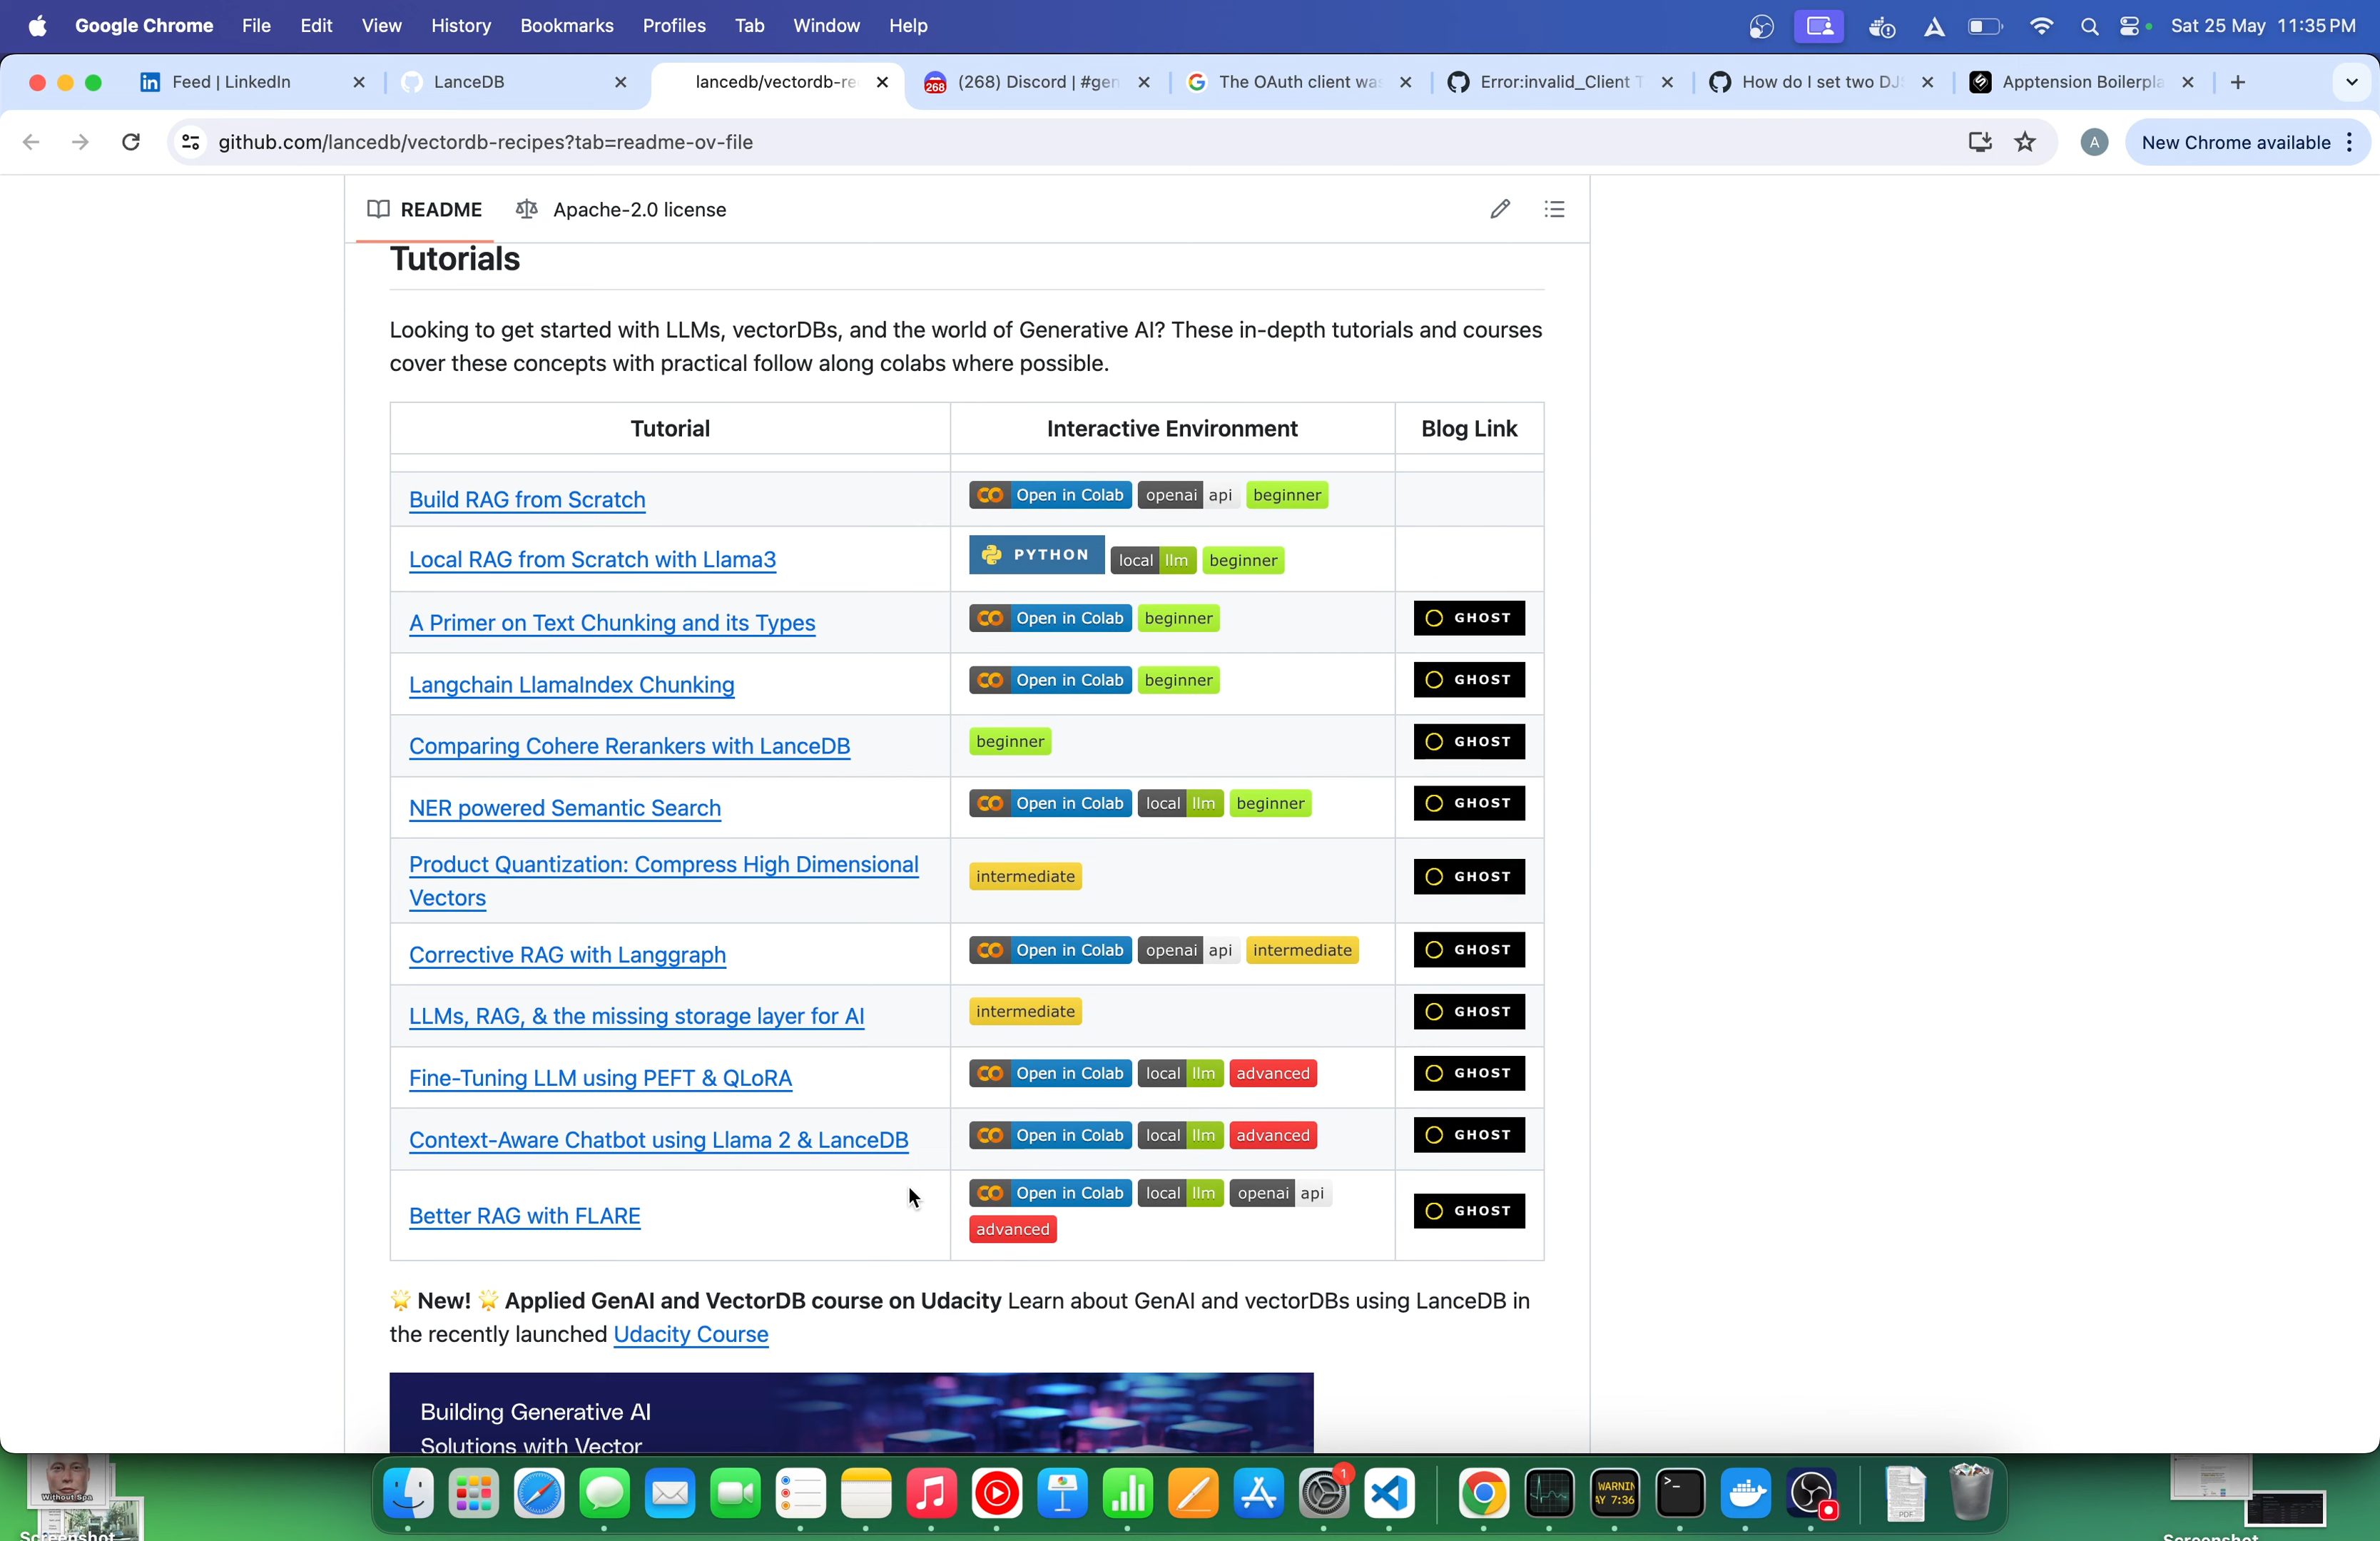 Google Chrome File Edit View History Bookmarks Profiles Tab Window Help Sat 25 May 11:35 PM
Feed | LinkedIn
LanceDB
lancedb/vectordb-re
268 (268) Discord | #gen
The OAuth client wa
Error:invalid_Client T
How do I set two DJ
Apptension Boilerpla
github.com/lancedb/vectordb-recipes?tab=readme-ov-file
A
New Chrome available
README Apache-2.0 license
Tutorials
Looking to get started with LLMs, vectorDBs, and the world of Generative AI? These in-depth tutorials and courses
cover these concepts with practical follow along colabs where possible.
Tutorial Interactive Environment Blog Link
Build RAG from Scratch Open in Colab openai api beginner
Local RAG from Scratch with Llama3 PYTHON local llm beginner
A Primer on Text Chunking and its Types Open in Colab beginner GHOST
Langchain LlamaIndex Chunking Open in Colab beginner GHOST
Comparing Cohere Rerankers with LanceDB beginner GHOST
NER powered Semantic Search Open in Colab local llm beginner GHOST
Product Quantization: Compress High Dimensional
Vectors intermediate GHOST
Corrective RAG with Langgraph Open in Colab openai api intermediate GHOST
LLMs, RAG, & the missing storage layer for AI intermediate GHOST
Fine-Tuning LLM using PEFT & QLoRA Open in Colab local llm advanced GHOST
Context-Aware Chatbot using Llama 2 & LanceDB Open in Colab local llm advanced GHOST
Better RAG with FLARE Open in Colab local llm openai api
advanced GHOST
New! Applied GenAI and VectorDB course on Udacity Learn about GenAI and vectorDBs using LanceDB in
the recently launched Udacity Course
Building Generative AI
Solutions with Vector
Without Spa
1
WARNIN
AY 7:36
PDF
Screenshot
Screenshot